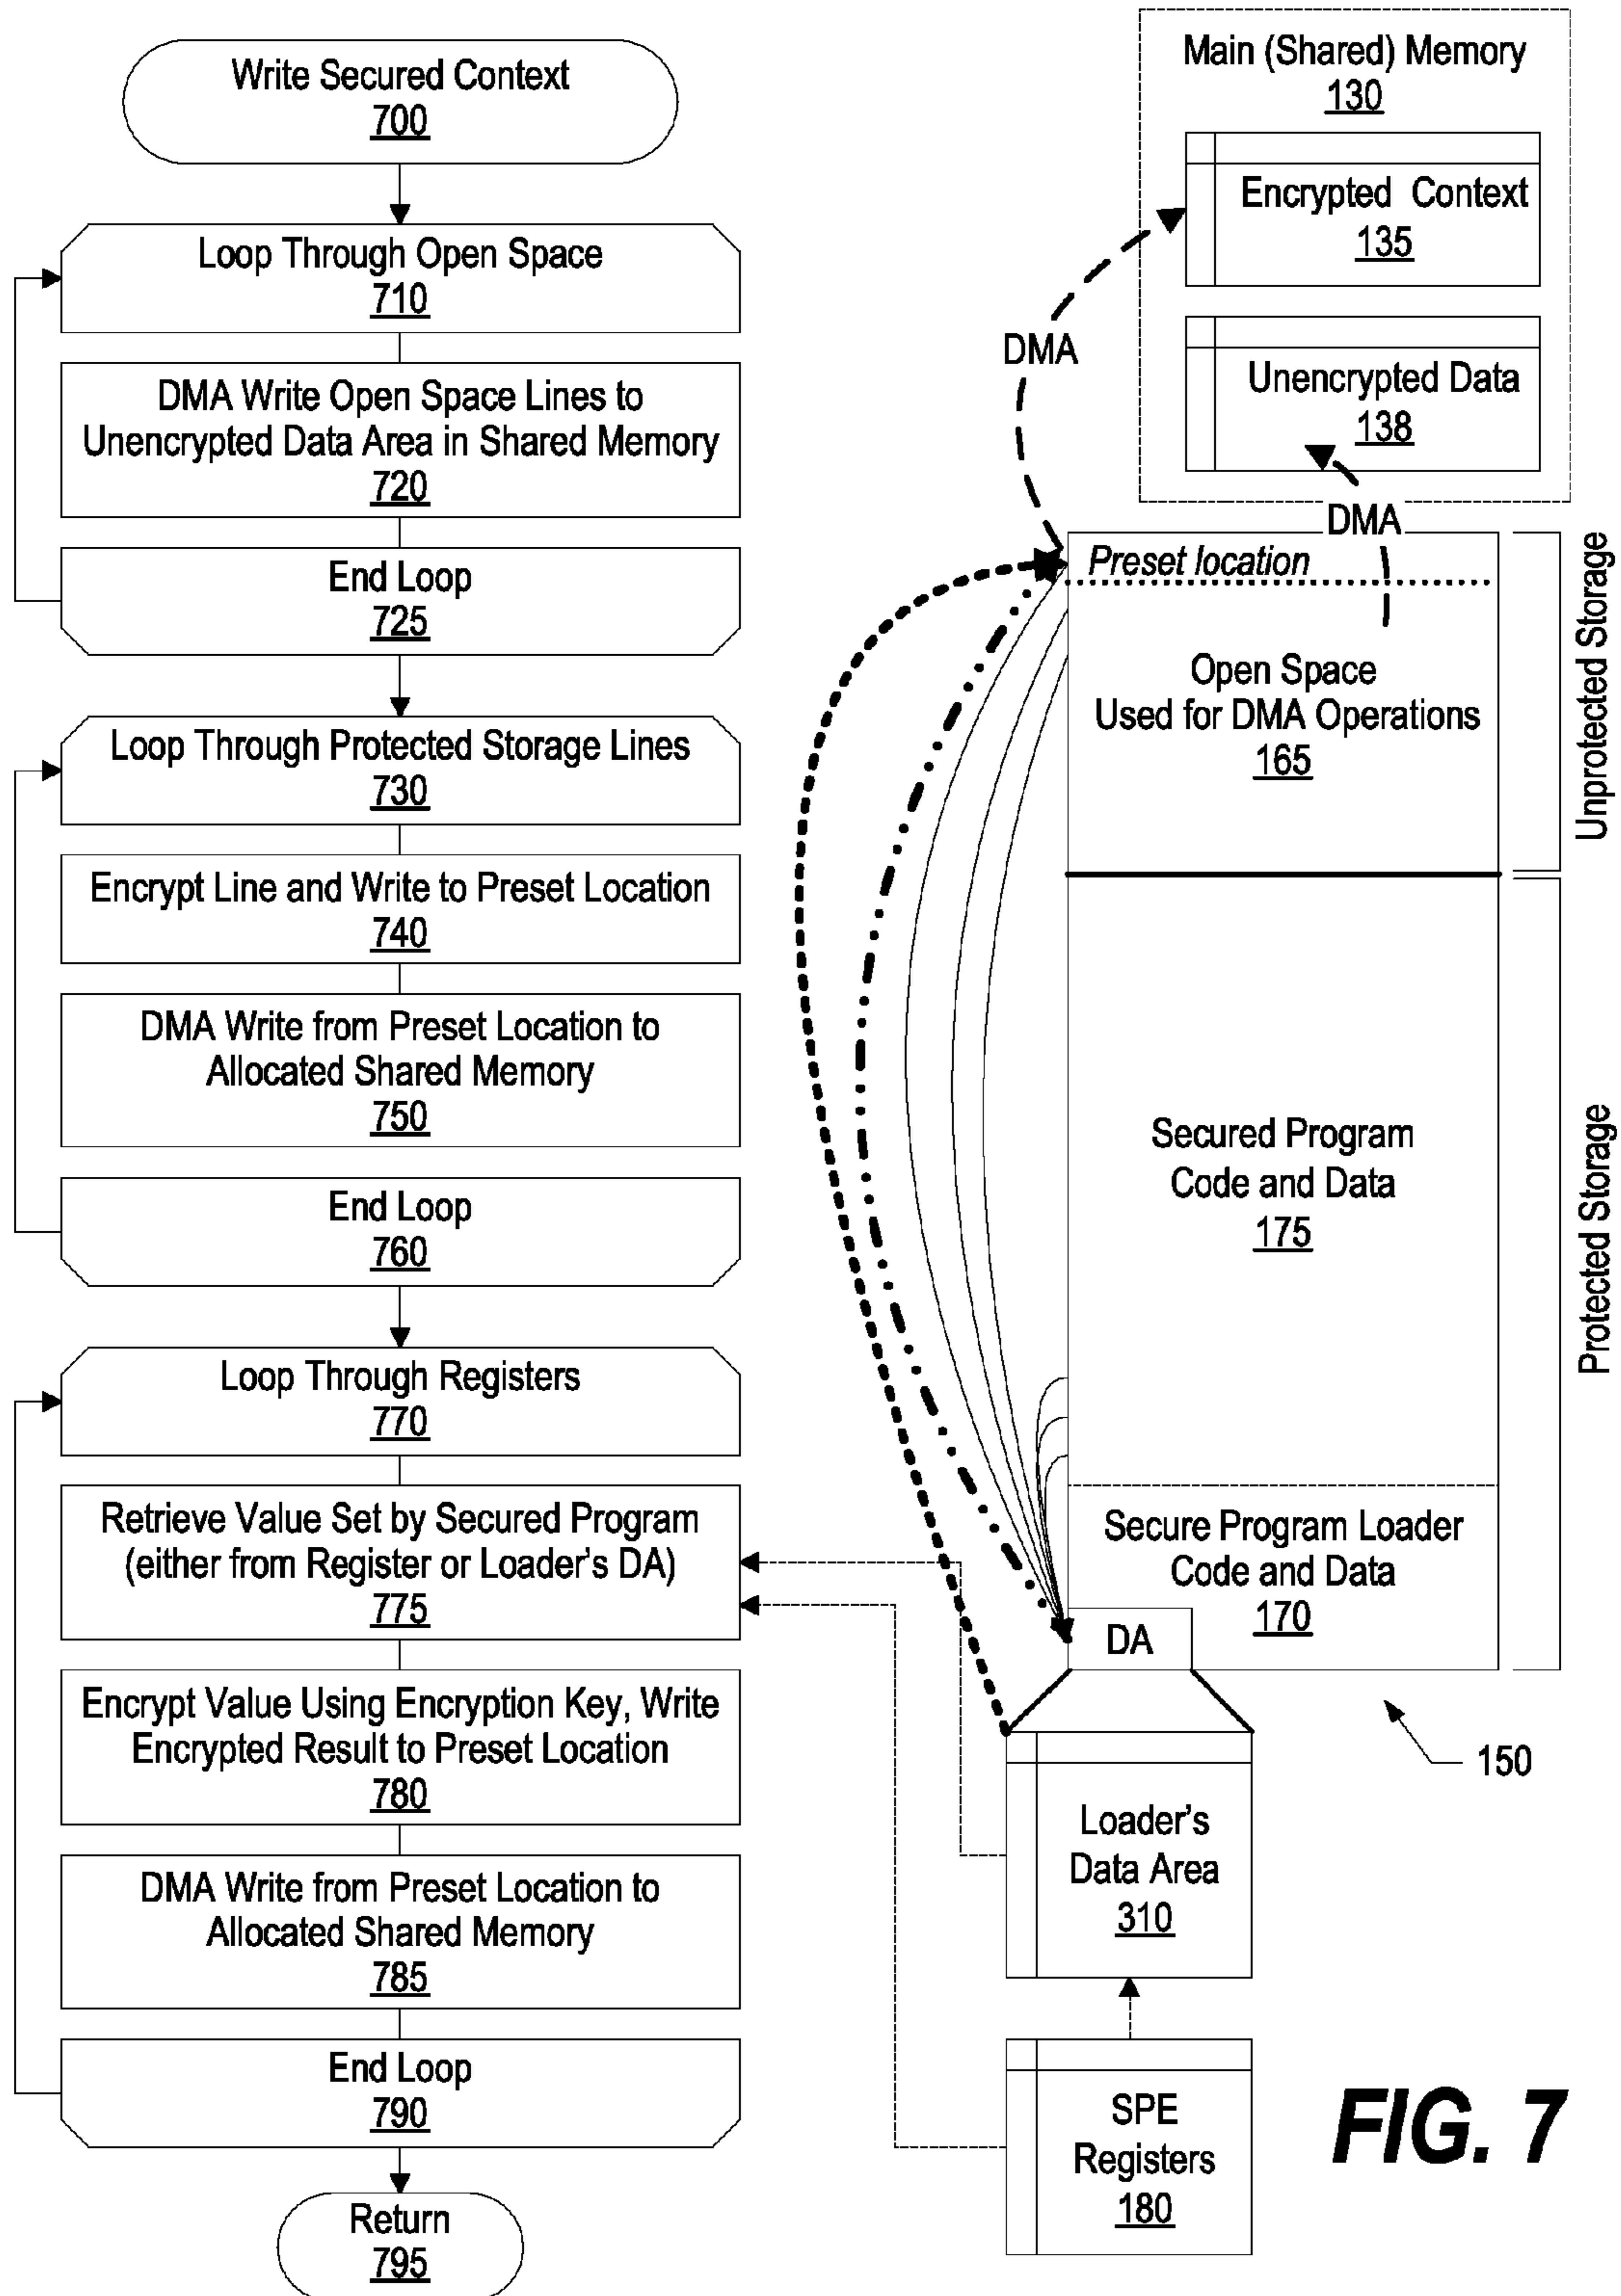 Write Secured Context
700
Loop Through Open Space
710
DMA Write Open Space Lines to
Unencrypted Data Area in Shared Memory
720
End Loop
725
Loop Through Protected Storage Lines
730
Encrypt Line and Write to Preset Location
740
DMA Write from Preset Location to
Allocated Shared Memory
750
End Loop
760
Loop Through Registers
770
Retrieve Value Set by Secured Program
(either from Register or Loader's DA)
775
Encrypt Value Using Encryption Key, Write
Encrypted Result to Preset Location
780
DMA Write from Preset Location to
Allocated Shared Memory
785
End Loop
790
Return
795
Main (Shared) Memory
130
Encrypted Context
135
Unencrypted Data
138
DMA
DMA
Preset location
Open Space
Used for DMA Operations
165
Unprotected Storage
Secured Program
Code and Data
175
Protected Storage
Secure Program Loader
Code and Data
170
DA
150
Loader's
Data Area
310
SPE
Registers
180
FIG. 7